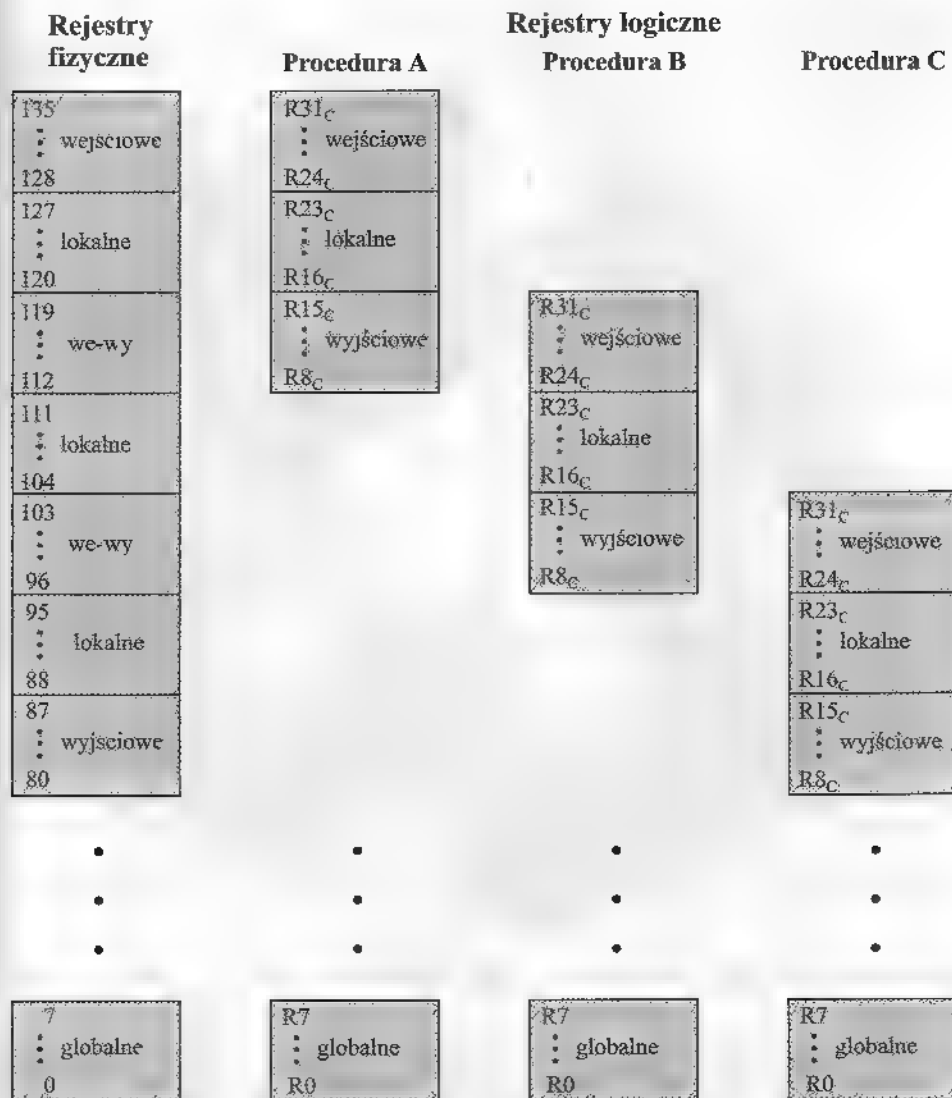 Rejestry
fizyczne
Rejestry logiczne
Procedura A
Procedura B
Procedura C
135
wejściowe
128
127
lokalne
120
119
we-wy
112
111
lokalne
104
103
we-wy
96
95
lokalne
88
87
wyjściowe
80
7
globalne
0
R31C
wejściowe
R24C
R23C
lokalne
R16C
R15C
wyjściowe
R8C
R7
globalne
R0
R31C
wejściowe
R24C
R23C
lokalne
R16C
R15C
wyjściowe
R8C
R7
globalne
R0
R31C
wejściowe
R24C
R23C
lokalne
R16C
R15C
wyjściowe
R8C
R7
globalne
R0